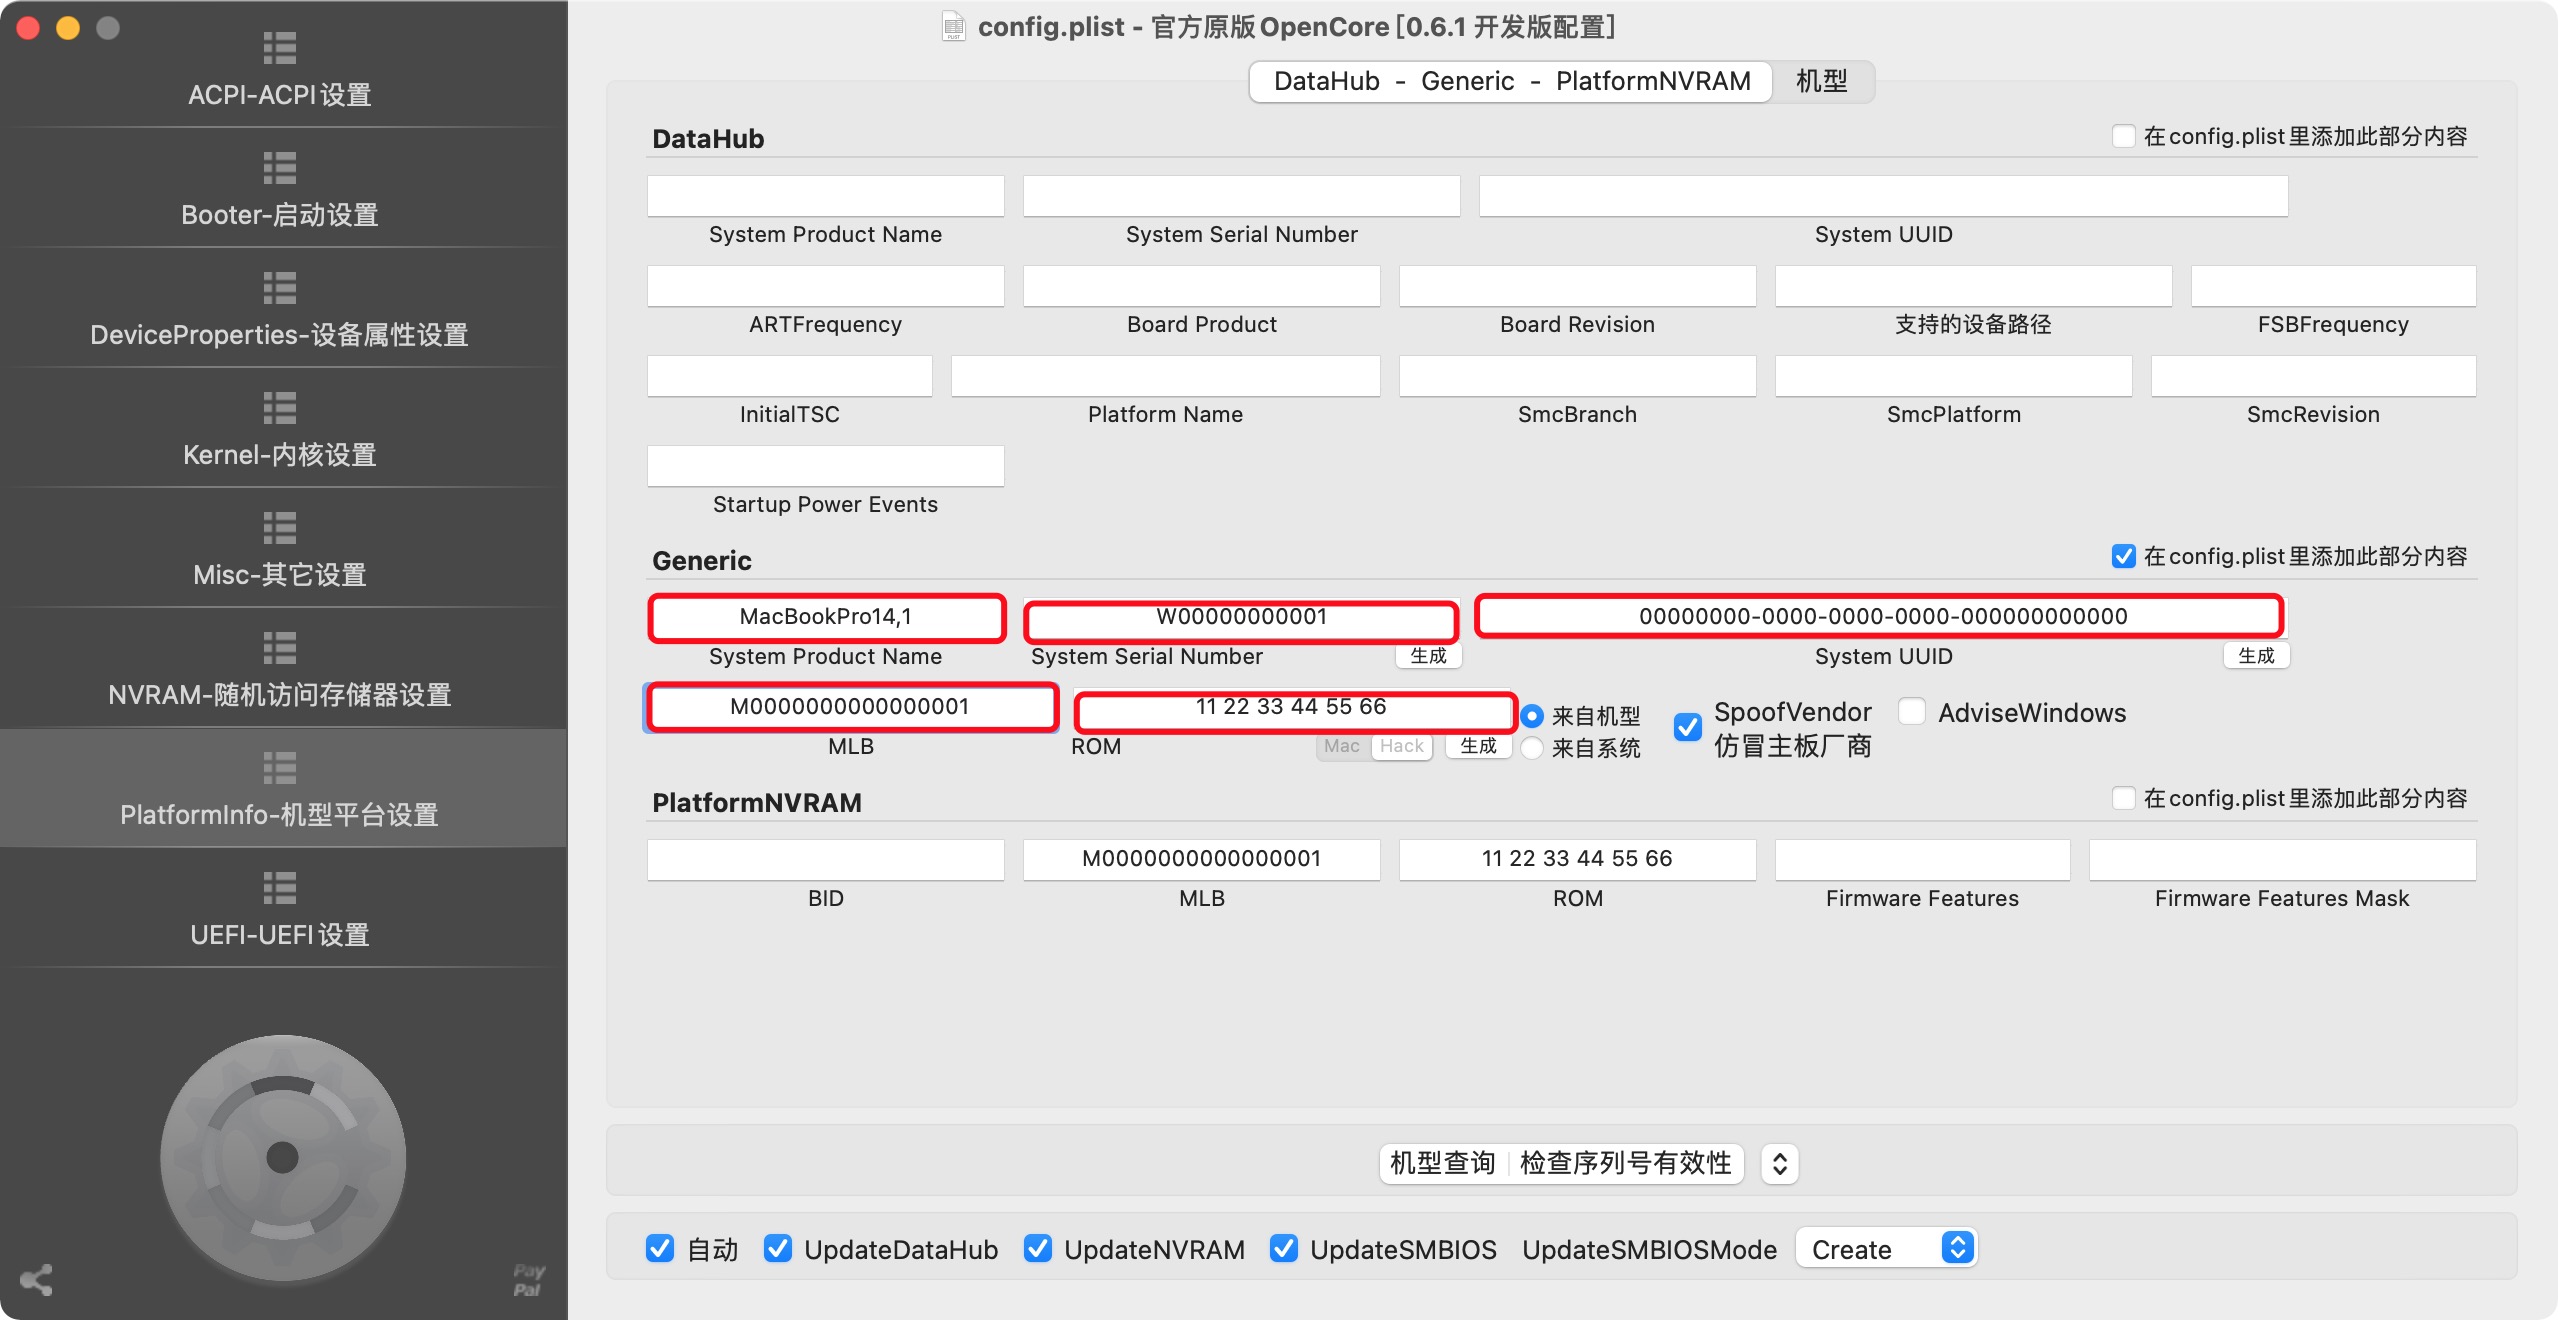 config.plist - 官方原版OpenCore [0.6.1 开发版配置]
ACPI-ACPI设置
Booter-启动设置
DeviceProperties-设备属性设置
Kernel-内核设置
Misc-其它设置
NVRAM-随机访问存储器设置
PlatformInfo-机型平台设置
UEFI-UEFI设置
Pay
Pal
DataHub - Generic - PlatformNVRAM 机型
DataHub 在config.plist里添加此部分内容
System Product Name System Serial Number System UUID
ARTFrequency Board Product Board Revision 支持的设备路径 FSBFrequency
InitialTSC Platform Name SmcBranch SmcPlatform SmcRevision
Startup Power Events
Generic 在config.plist里添加此部分内容
MacBookPro14,1 W00000000001 00000000-0000-0000-0000-000000000000
System Product Name System Serial Number 生成 System UUID 生成
M0000000000000001 11 22 33 44 55 66 来自机型 SpoofVendor AdviseWindows
MLB ROM Mac Hack 生成 来自系统 仿冒主板厂商
PlatformNVRAM 在config.plist里添加此部分内容
M0000000000000001 11 22 33 44 55 66
BID MLB ROM Firmware Features Firmware Features Mask
机型查询 检查序列号有效性
自动 UpdateDataHub UpdateNVRAM UpdateSMBIOS UpdateSMBIOSMode Create